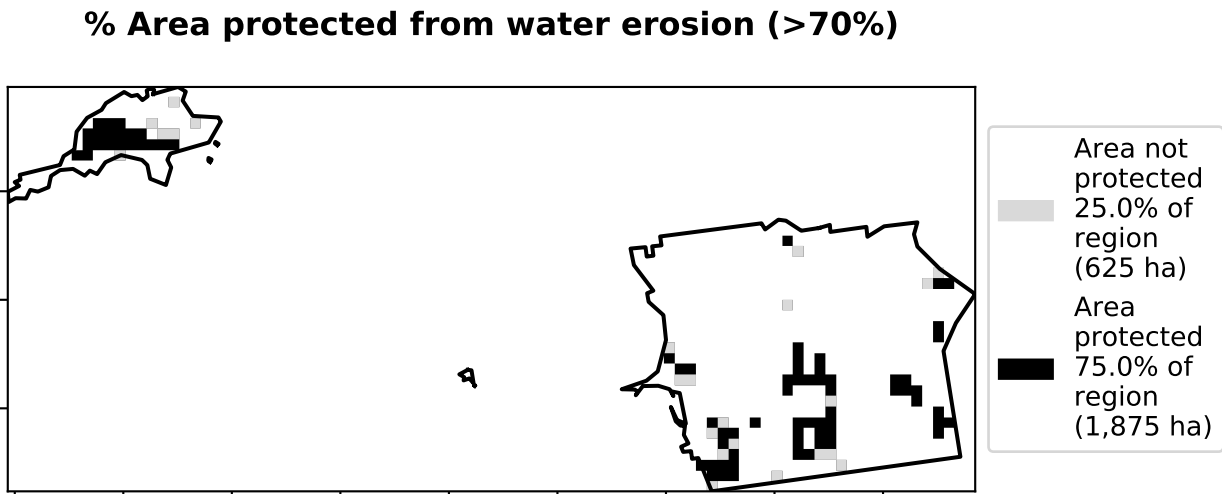 % Area protected from water erosion (>70%)
Area not
protected
25.0% of
region
(625 ha)
Area
protected
75.0% of
region
(1,875 ha)